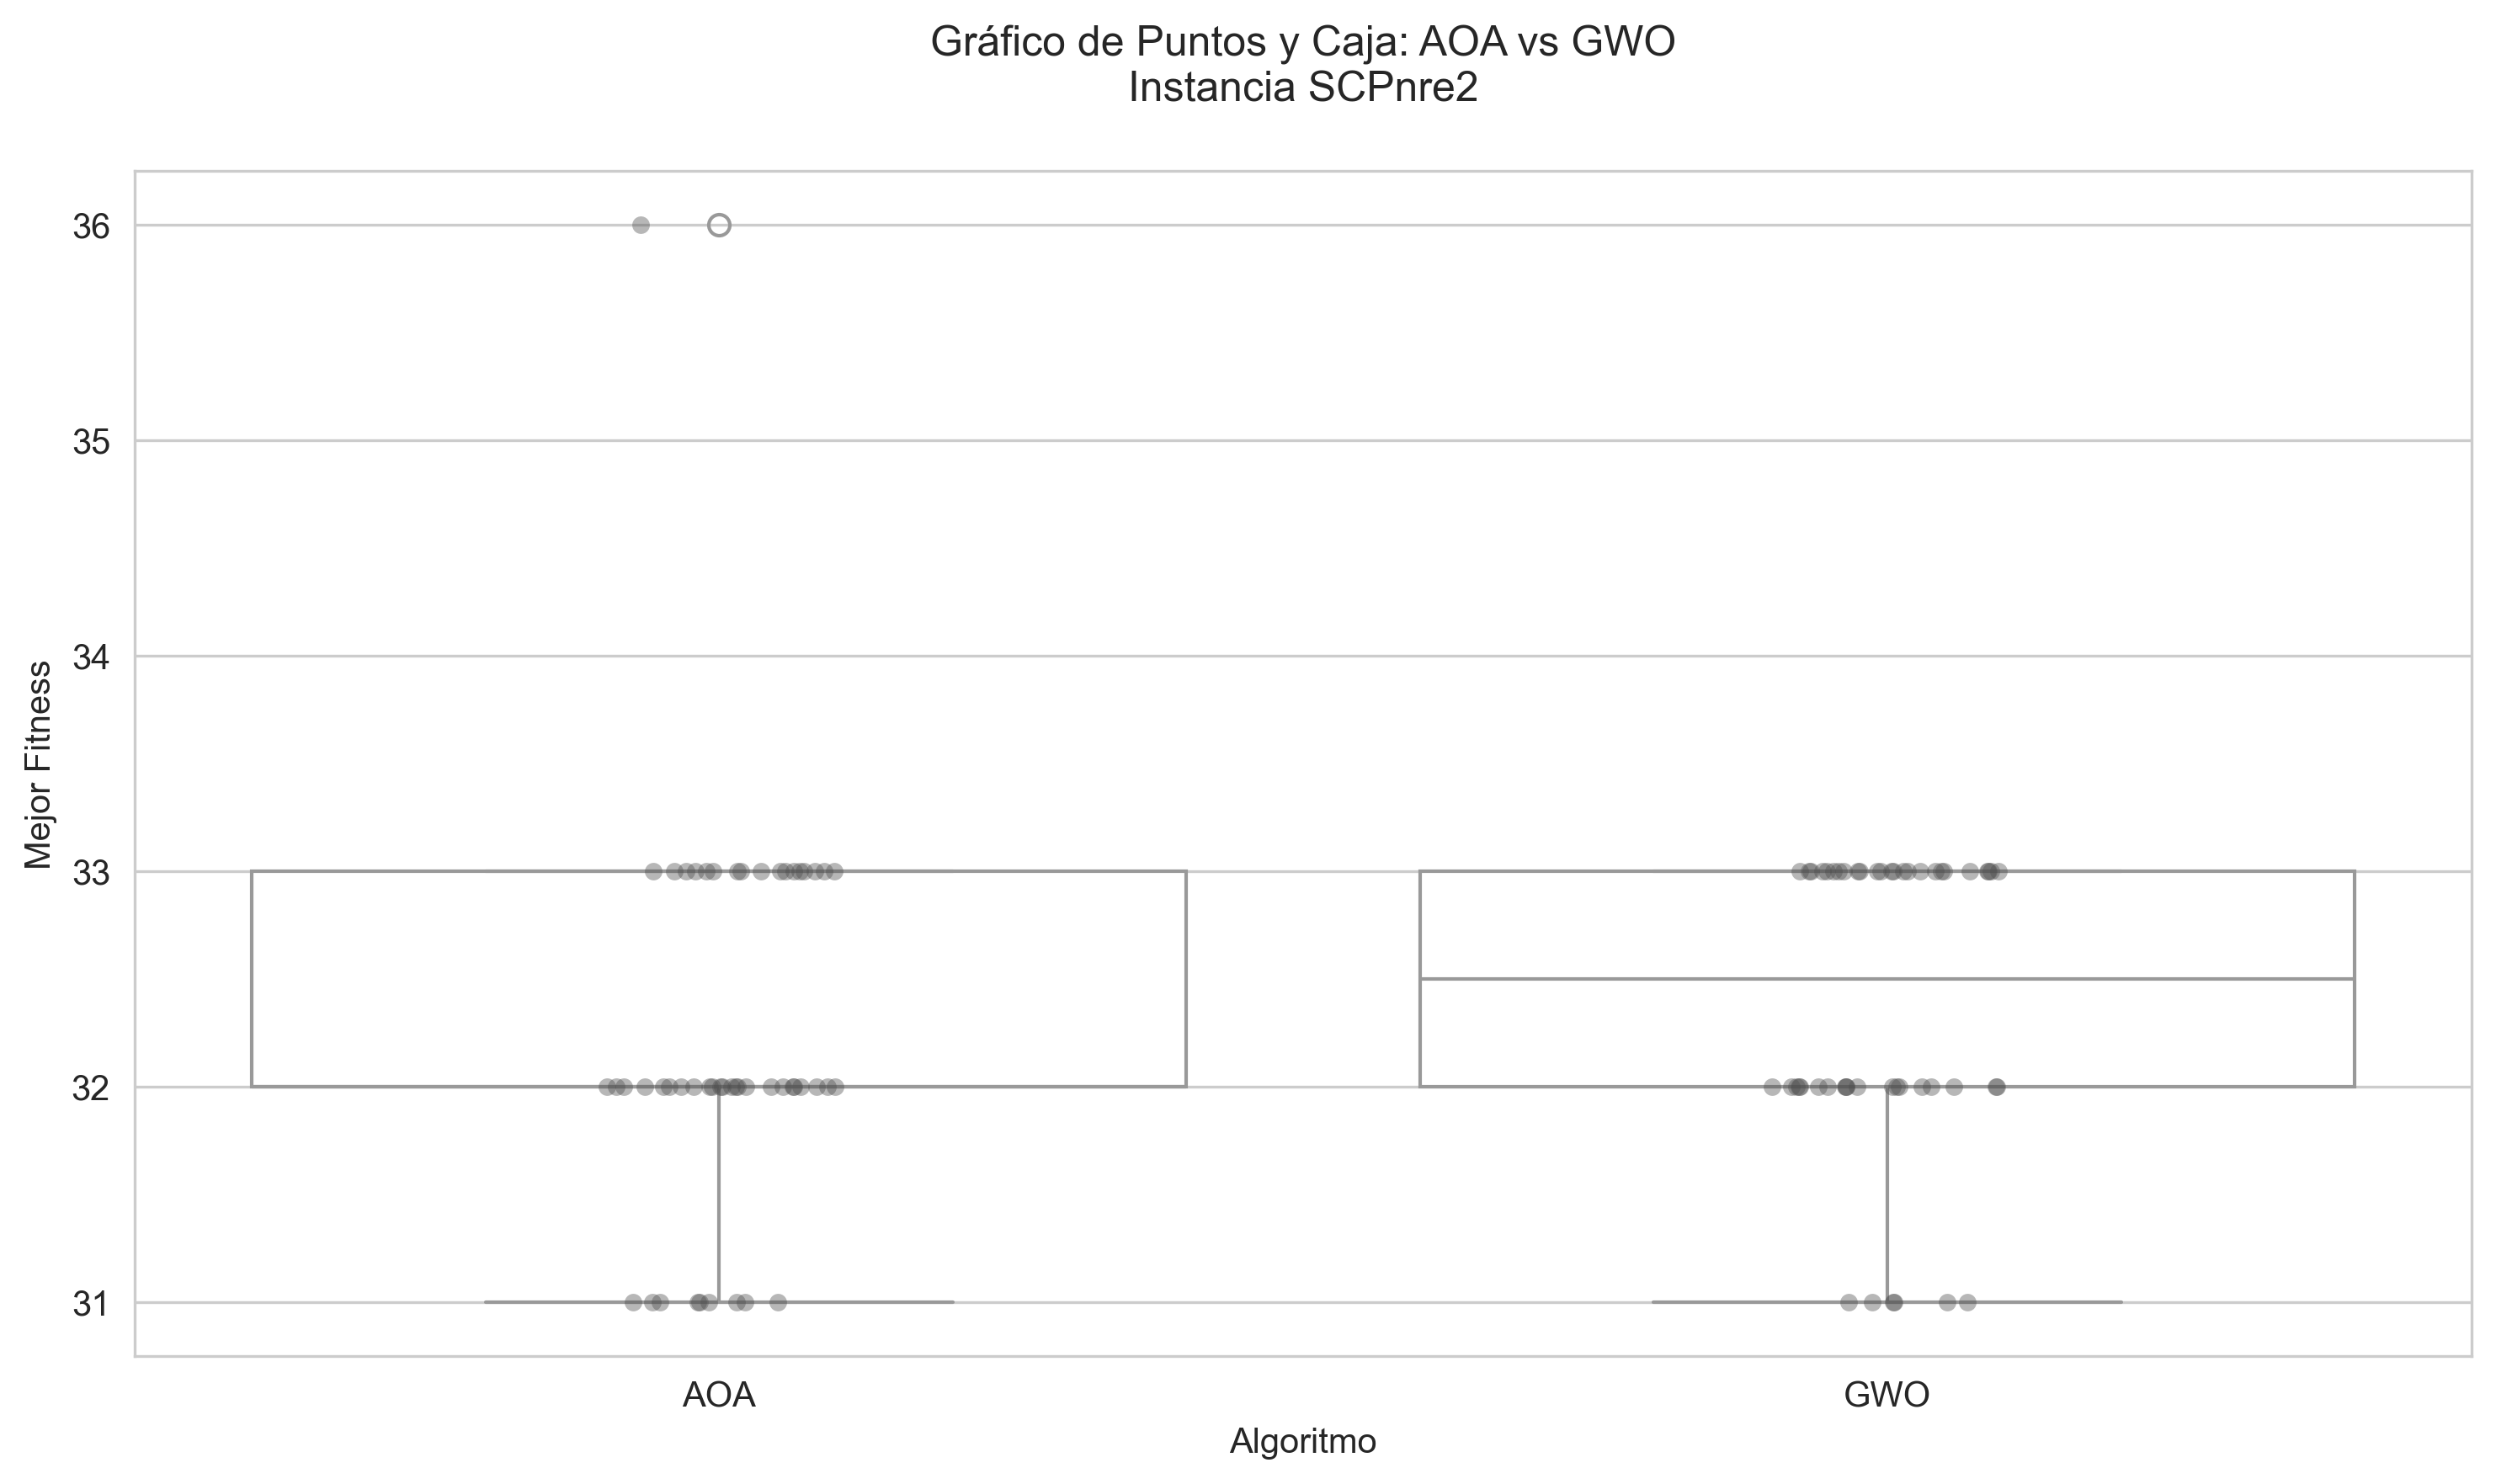 Gráfico de Puntos y Caja: AOA vs GWO
Instancia SCPnre2
36
35
34
33
32
31
Mejor Fitness
AOA
GWO
Algoritmo